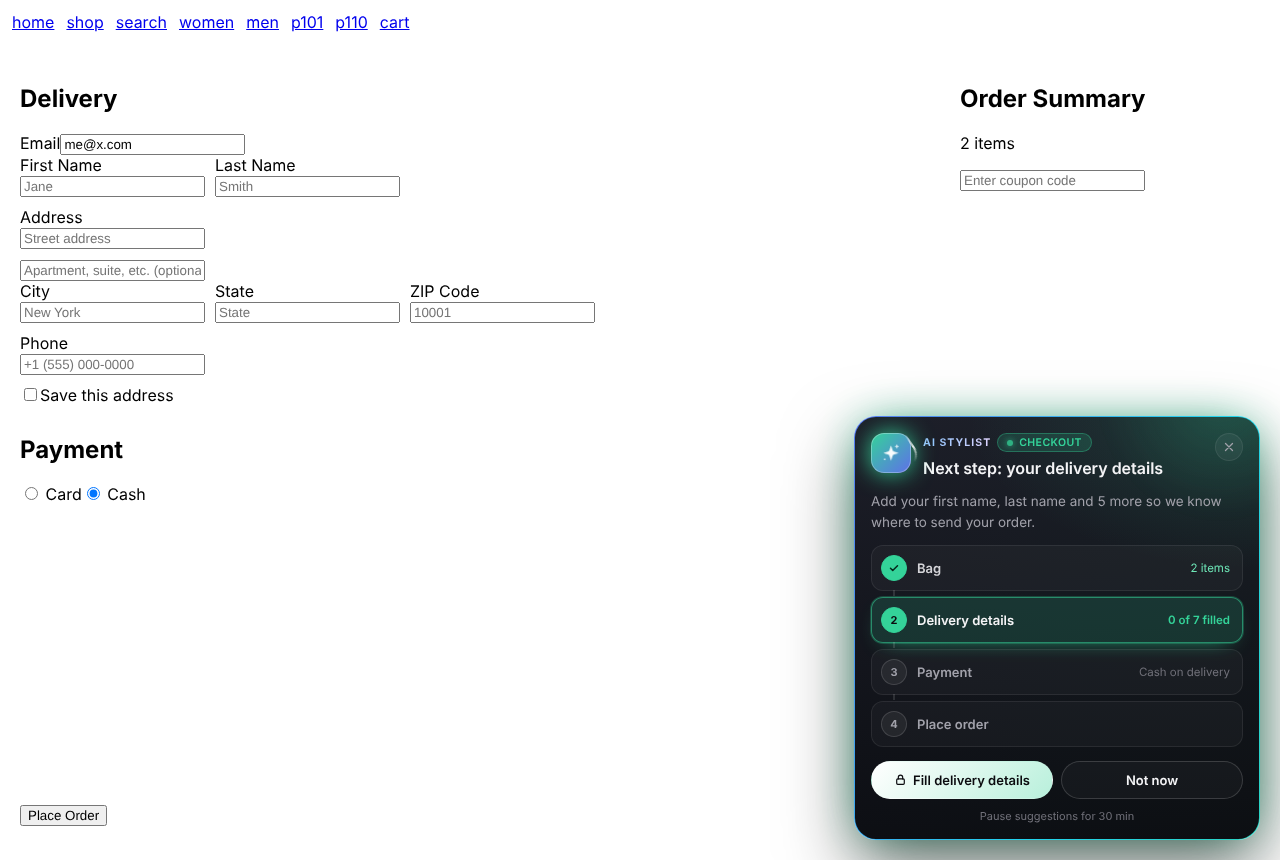 home shop search women men p101 p110 cart
Delivery
Email me@x.com
First Name Last Name
Jane Smith
Address
Street address
Apartment, suite, etc. (optiona
City State ZIP Code
New York State 10001
Phone
+1 (555) 000-0000
Save this address
Payment
Card Cash
Place Order
Order Summary
2 items
Enter coupon code
AI STYLIST CHECKOUT
Next step: your delivery details
Add your first name, last name and 5 more so we know
where to send your order.
Bag 2 items
2 Delivery details 0 of 7 filled
3 Payment Cash on delivery
4 Place order
Fill delivery details Not now
Pause suggestions for 30 min